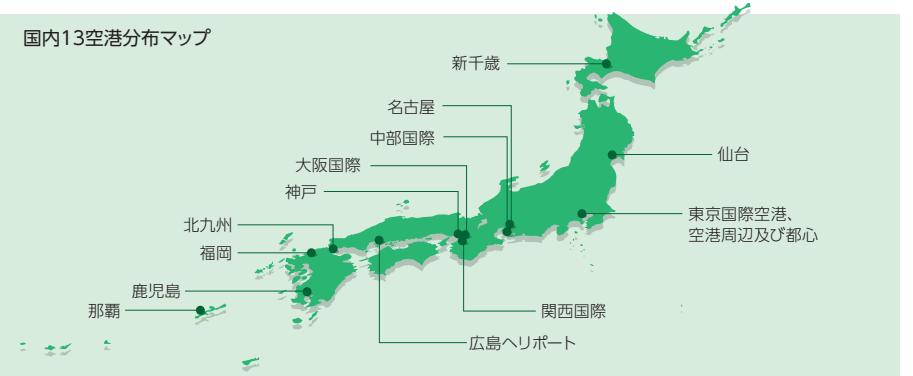 国内13空港分布マップ
新千歳
名古屋
中部国際
大阪国際
神戸
北九州
福岡
鹿児島
那覇
仙台
東京国際空港、
空港周辺及び都心
関西国際
広島ヘリポート